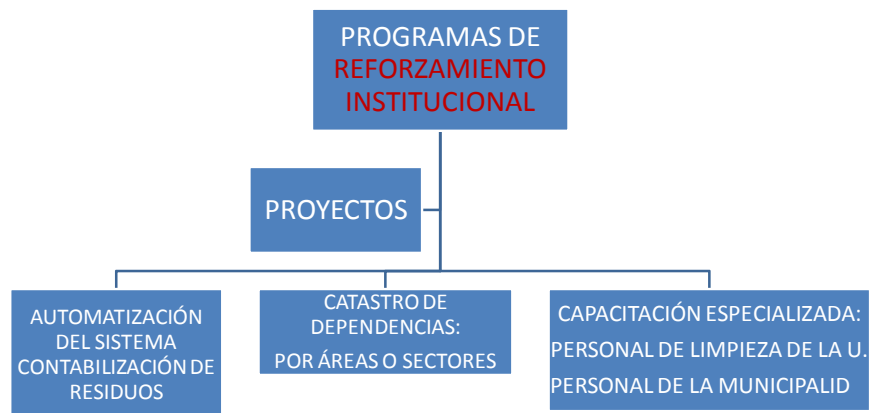 PROGRAMAS DE
REFORZAMIENTO
INSTITUCIONAL
PROYECTOS
AUTOMATIZACIÓN
DEL SISTEMA
CONTABILIZACIÓN DE
RESIDUOS
CATASTRO DE
DEPENDENCIAS:
POR ÁREAS O SECTORES
CAPACITACIÓN ESPECIALIZADA:
PERSONAL DE LIMPIEZA DE LA U.
PERSONAL DE LA MUNICIPALID